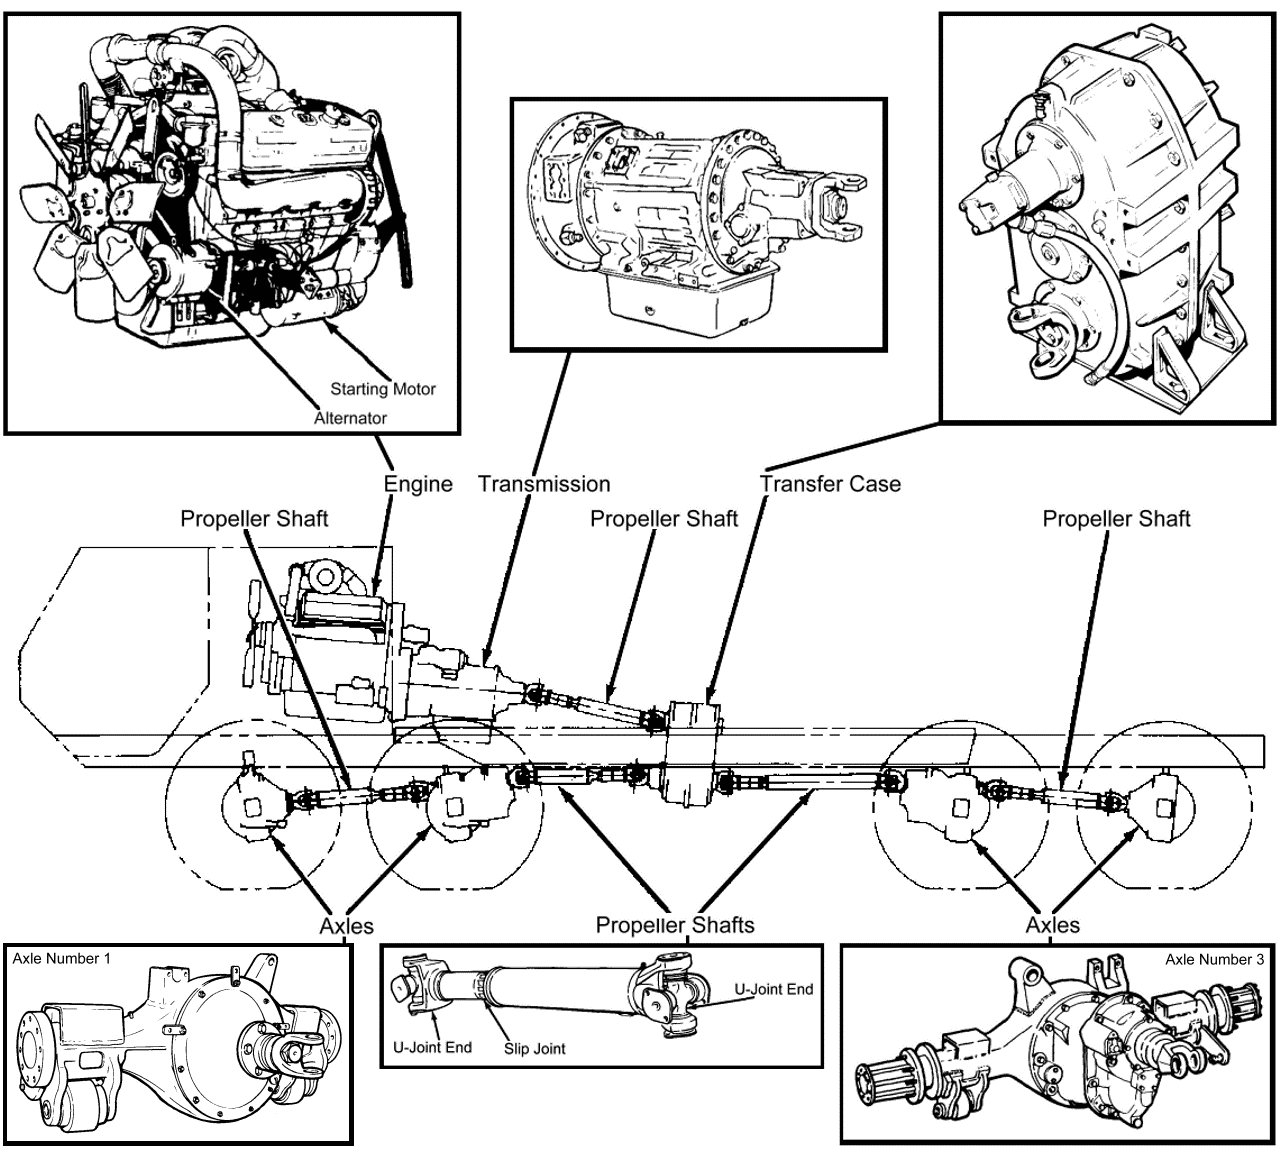 Starting Motor
Alternator
Engine
Transmission
Transfer Case
Propeller Shaft
Propeller Shaft
Propeller Shaft
Axles
Propeller Shafts
Axles
Axle Number 1
U-Joint End
Slip Joint
U-Joint End
Axle Number 3